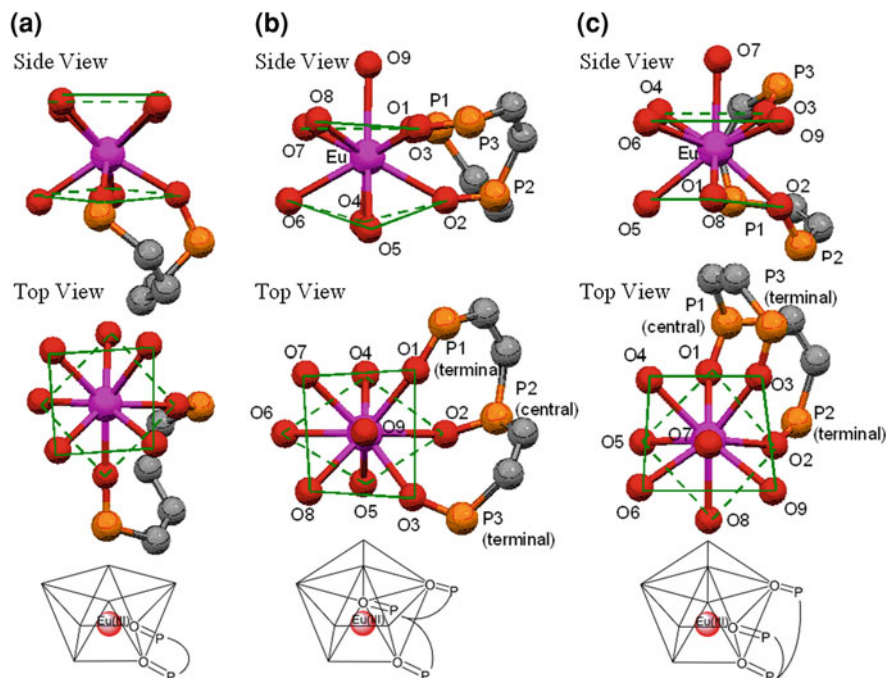 (a)
(b)
(c)
Side View
Side View
Side View
O9
O8
O1
P1
O7
Eu
O3
P3
P2
O6
O4
O2
O5
O7
P3
O4
O3
O6
O9
Eu
O1
O2
O5
O8
P1
P2
Top View
Top View
Top View
O7
O4
O1
P1
(terminal)
P2
(central)
O6
O9
O2
O8
O5
O3
P3
(terminal)
P3
(terminal)
P1
(central)
O1
O4
O3
P2
(terminal)
O5
O7
O2
O6
O9
O8
Eu(III)
O=P
O=P
O=P
O=P
Eu(III)
O=P
O=P
Eu(III)
O=P
O=P